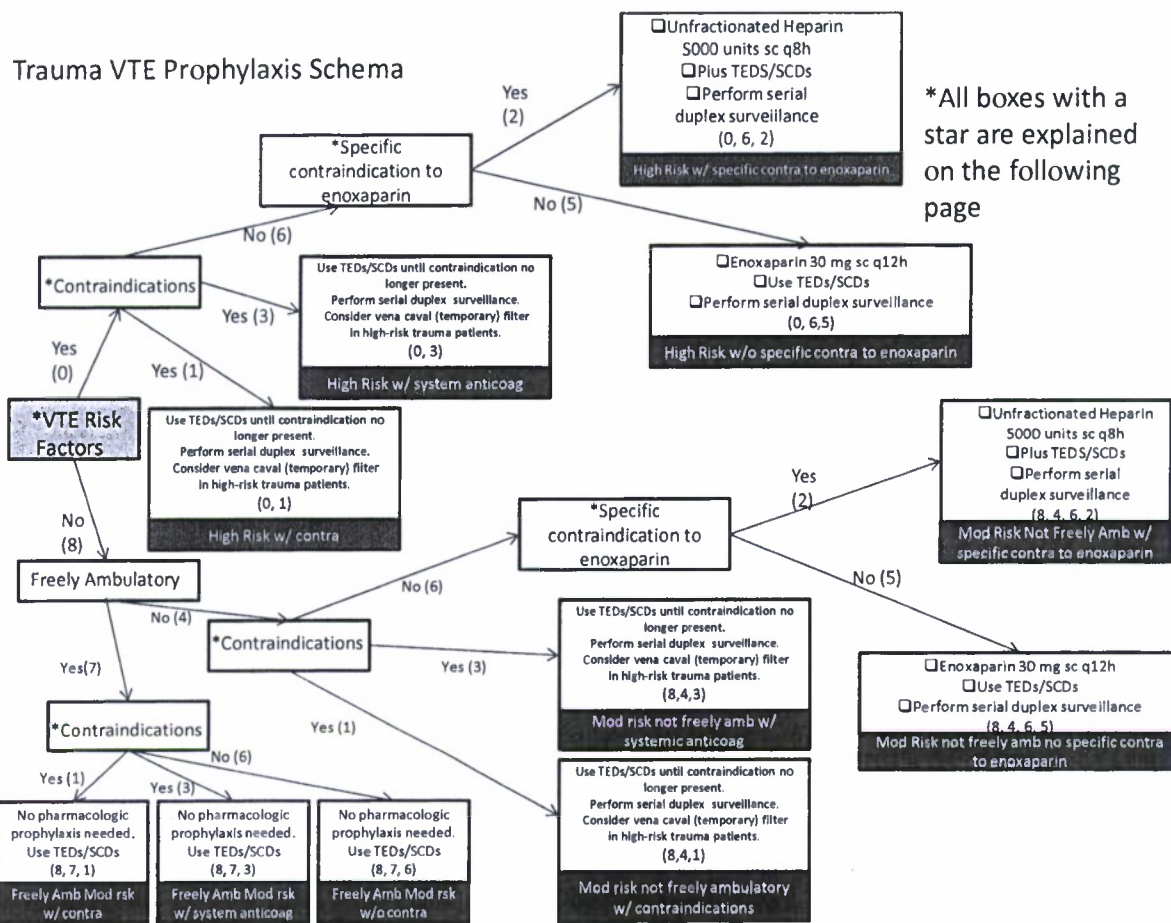 Trauma VTE Prophylaxis Schema
❑Unfractionated Heparin
5000 units sc q8h
❑Plus TEDS/SCDs
❑Perform serial
duplex surveiillance
(0, 6, 2)
High Risk w/ specific contra to enoxaparin
*All boxes with a
star are explained
on the following
page
Yes
(2)
*Specific
contraindication to
enoxaparin
No (5)
No (6)
❑Enoxaparin 30 mg sc q12h
❑Use TEDs/SCDs
❑Perform serial duplex surveillance
(0, 6,5)
High Risk w/o specific contra to enoxaparin
*Contraindications
Yes (3)
Use TEDs/SCDs until contraindication no
longer present.
Perform serial duplex surveillance.
Consider vena caval (temporary) filter
in high-risk trauma patients.
(0, 3)
High Risk w/ system anticoag
Yes
(0)
Yes (1)
*VTE Risk
Factors
Use TEDs/SCDs until contraindication no
longer present.
Perform serial duplex surveillance.
Consider vena caval (temporary) filter
in high-risk trauma patients.
(0, 1)
High Risk w/ contra
No
(8)
Freely Ambulatory
*Specific
contraindication to
enoxaparin
Yes
(2)
❑Unfractionated Heparin
5000 units sc q8h
❑Plus TEDS/SCDs
❑Perform serial
duplex surveillance
(8, 4, 6, 2)
Mod Risk Not Freely Amb w/
specific contra to enoxaparin
No (6)
No (5)
No (4)
*Contraindications
Yes (3)
Use TEDs/SCDs until contraindication no
longer present.
Perform serial duplex surveillance.
Consider vena caval (temporary) filter
in high-risk trauma patients.
(8,4,3)
Mod risk not freely amb w/
systemic anticoag
❑Enoxaparin 30 mg sc q12h
❑Use TEDs/SCDs
❑Perform serial duplex surveillance
(8, 4, 6, 5)
Mod Risk not freely amb no specific contra
to enoxaparin
Yes(7)
Yes (1)
*Contraindications
Yes (1)
Yes (3)
No (6)
Use TEDs/SCDs until contraindication no
longer present.
Perform serial duplex surveillance.
Consider vena caval (temporary) filter
in high-risk trauma patients.
(8,4,1)
Mod risk not freely ambulatory
w/ contraindications
No pharmacologic
prophylaxis needed.
Use TEDs/SCDs
(8, 7, 1)
Freely Amb Mod rsk
w/ contra
No pharmacologic
prophylaxis needed.
Use TEDs/SCDs
(8, 7, 3)
Freely Amb Mod rsk
w/ system anticoag
No pharmacologic
prophylaxis needed.
Use TEDs/SCDs
(8, 7, 6)
Freely Amb Mod rsk
w/o contra